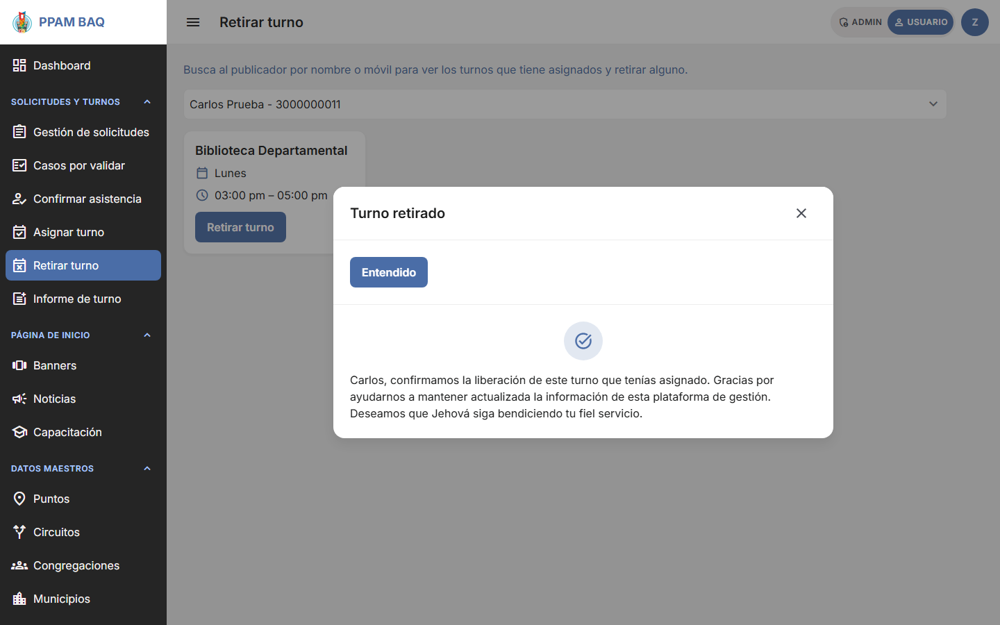 PPAM BAQ
Dashboard
SOLICITUDES Y TURNOS
Gestión de solicitudes
Casos por validar
Confirmar asistencia
Asignar turno
Retirar turno
Informe de turno
PÁGINA DE INICIO
Banners
Noticias
Capacitación
DATOS MAESTROS
Puntos
Circuitos
Congregaciones
Municipios
Retirar turno
ADMIN
USUARIO
Z
Busca al publicador por nombre o móvil para ver los turnos que tiene asignados y retirar alguno.
Carlos Prueba - 3000000011
Biblioteca Departamental
Lunes
03:00 pm – 05:00 pm
Retirar turno
Turno retirado
Entendido
Carlos, confirmamos la liberación de este turno que tenías asignado. Gracias por
ayudarnos a mantener actualizada la información de esta plataforma de gestión.
Deseamos que Jehová siga bendiciendo tu fiel servicio.